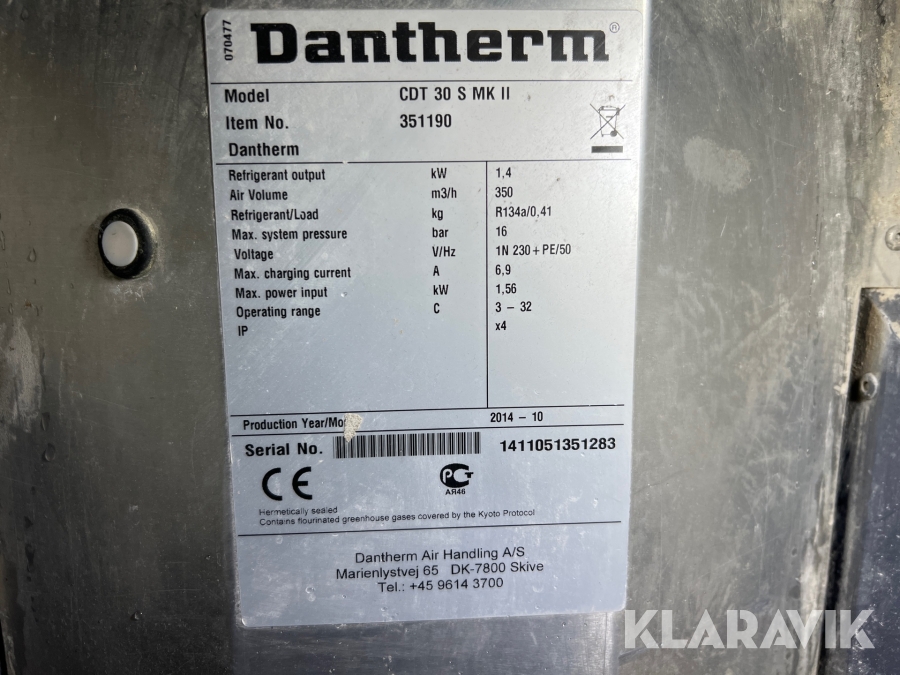 070477
Dantherm®
Model CDT 30 S MK II
Item No. 351190
Dantherm
Refrigerant output kW 1,4
Air Volume m3/h 350
Refrigerant/Load kg R134a/0,41
Max. system pressure bar 16
Voltage V/Hz 1N 230+PE/50
Max. charging current A 6,9
Max. power input kW 1,56
Operating range C 3 – 32
IP x4
Production Year/Mo 2014 – 10
Serial No. 1411051351283
CE PCT
АЯ46
Hermetically sealed
Contains flourinated greenhouse gases covered by the Kyoto Protocol
Dantherm Air Handling A/S
Marienlystvej 65 DK-7800 Skive
Tel.: +45 9614 3700
KLARAVIK